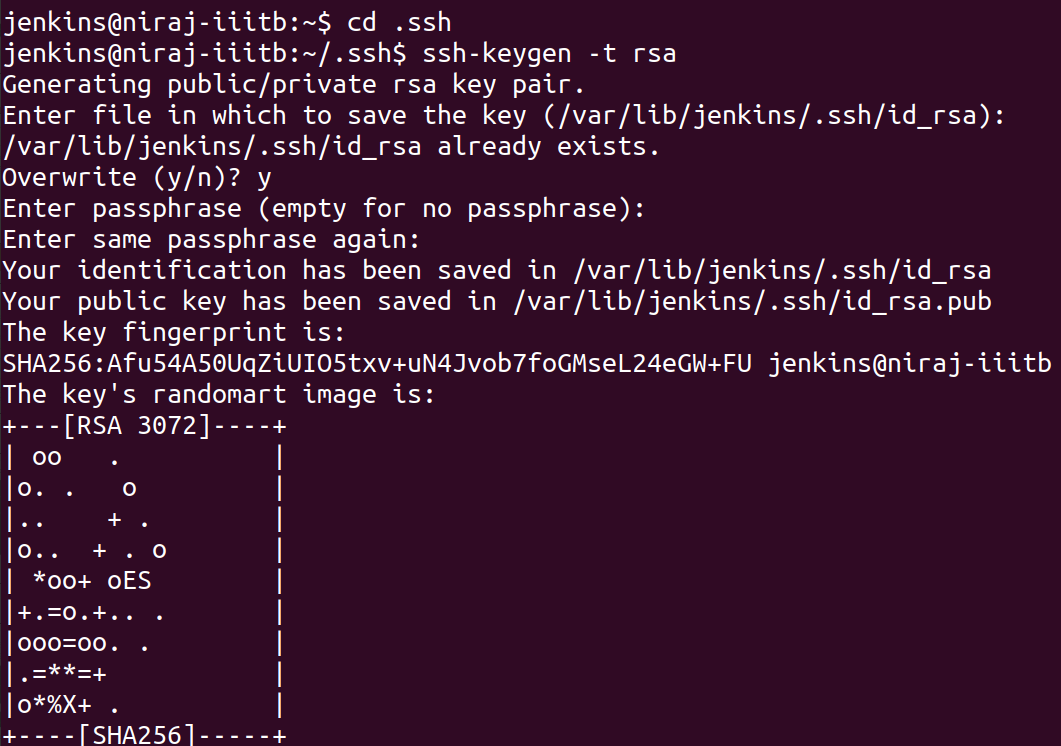 jenkins@niraj-iiitb:~$ cd .ssh
jenkins@niraj-iiitb:~/.ssh$ ssh-keygen -t rsa
Generating public/private rsa key pair.
Enter file in which to save the key (/var/lib/jenkins/.ssh/id_rsa):
/var/lib/jenkins/.ssh/id_rsa already exists.
Overwrite (y/n)? y
Enter passphrase (empty for no passphrase):
Enter same passphrase again:
Your identification has been saved in /var/lib/jenkins/.ssh/id_rsa
Your public key has been saved in /var/lib/jenkins/.ssh/id_rsa.pub
The key fingerprint is:
SHA256:Afu54A50UqZiUIO5txv+uN4Jvob7foGMseL24eGW+FU jenkins@niraj-iiitb
The key's randomart image is:
+---[RSA 3072]----+
| oo   .          |
|o. .   o         |
|..    + .        |
|o..  + . o       |
| *oo+ oES        |
|+.=o.+.. .       |
|ooo=oo. .        |
|.=**=+           |
|o*%X+ .          |
+----[SHA256]-----+